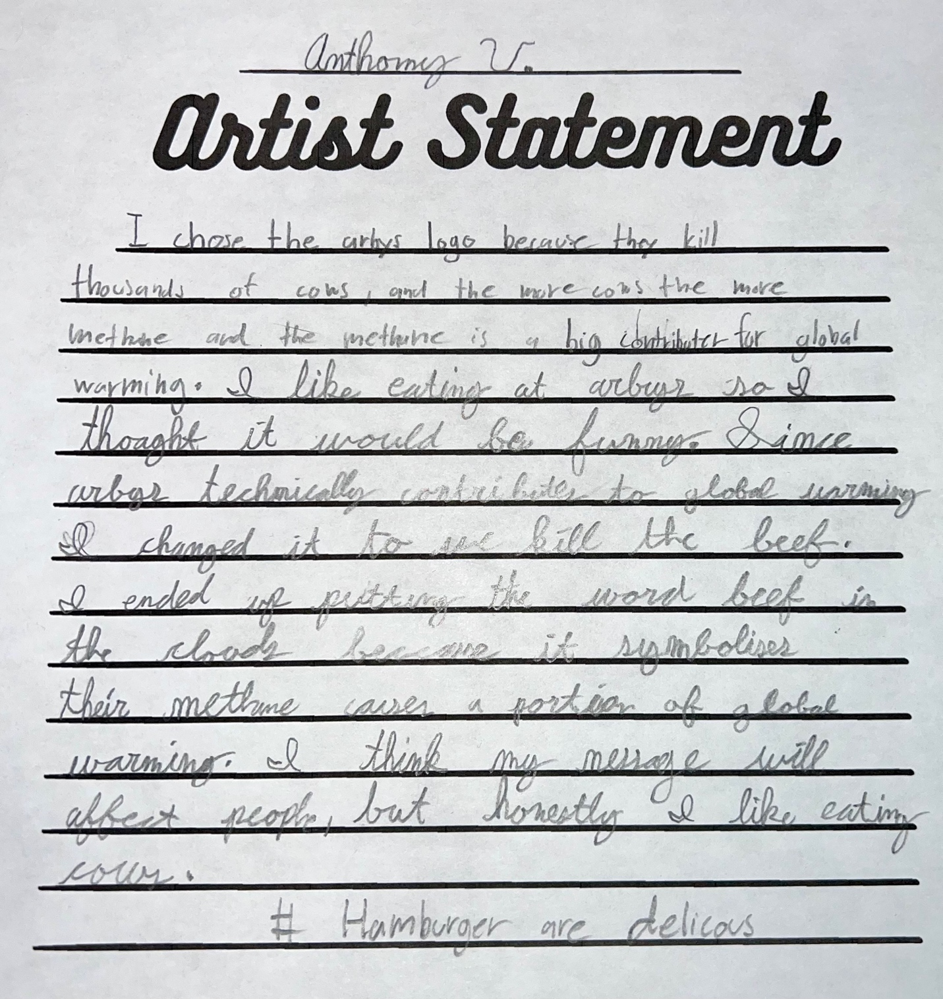 Anthony V.
Artist Statement
I chose the arbys logo because they kill
thousands of cows, and the more cows the more
methane and the methane is a big contributer for global
warming. I like eating at arbys so I
thoaght it would be funny. Since
arbys technically contributes to global warming
I changed it to we kill the beef.
I ended up putting the word beef in
the clouds because it symbolises
their methane causes a portion of global
warming. I think my message will
affect people, but honestly I like eating
cows.
# Hamburger are delicous